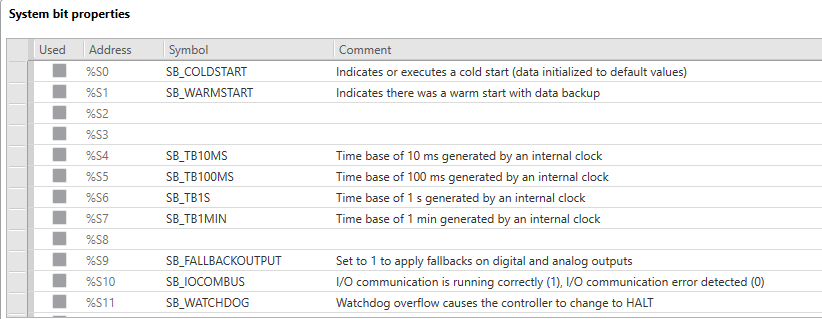 System bit properties
Used Address Symbol Comment
%S0 SB_COLDSTART Indicates or executes a cold start (data initialized to default values)
%S1 SB_WARMSTART Indicates there was a warm start with data backup
%S2
%S3
%S4 SB_TB10MS Time base of 10 ms generated by an internal clock
%S5 SB_TB100MS Time base of 100 ms generated by an internal clock
%S6 SB_TB1S Time base of 1 s generated by an internal clock
%S7 SB_TB1MIN Time base of 1 min generated by an internal clock
%S8
%S9 SB_FALLBACKOUTPUT Set to 1 to apply fallbacks on digital and analog outputs
%S10 SB_IOCOMBUS I/O communication is running correctly (1), I/O communication error detected (0)
%S11 SB_WATCHDOG Watchdog overflow causes the controller to change to HALT